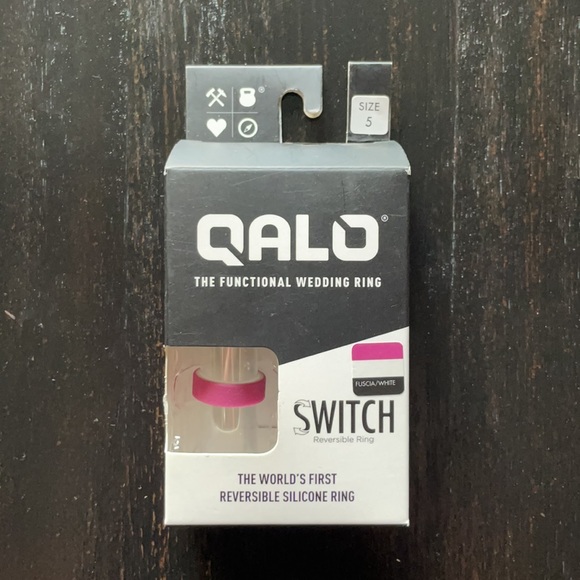 SIZE
5
QALO®
THE FUNCTIONAL WEDDING RING
FUSCIA/WHITE
SWITCH
Reversible Ring
THE WORLD'S FIRST
REVERSIBLE SILICONE RING